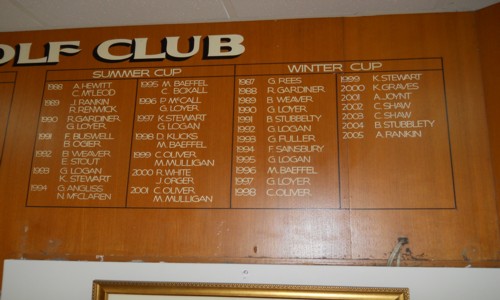 OLF CLUB
SUMMER CUP
1988 A. HEWITT
C. McLEOD
1989 J. RANKIN
R. RENWICK
1990 R. GARDINER
G. LOYER
1991 F. BUSWELL
B. OGIER
1992 B. WEAVER
E. STOUT
1993 G. LOGAN
K. STEWART
1994 G. ANGLISS
N. McCLAREN
1995 M. BAEFFEL
C. BOXALL
1996 P. McCALL
G. LOYER
1997 K. STEWART
G. LOGAN
1998 D. KLICKS
M. BAEFFEL
1999 C. OLIVER
M. MULLIGAN
2000 R. WHITE
J. ORGER
2001 C. OLIVER
M. MULLIGAN
WINTER CUP
1987 G. REES
1988 R. GARDINER
1989 B. WEAVER
1990 G. LOYER
1991 B. STUBBELTY
1992 G. LOGAN
1993 G. FULLER
1994 F. SAINSBURY
1995 G. LOGAN
1996 M. BAEFFEL
1997 G. LOYER
1998 C. OLIVER
1999 K. STEWART
2000 K. GRAVES
2001 A. JOYNT
2002 C. SHAW
2003 C. SHAW
2004 B. STUBBLETY
2005 A. RANKIN